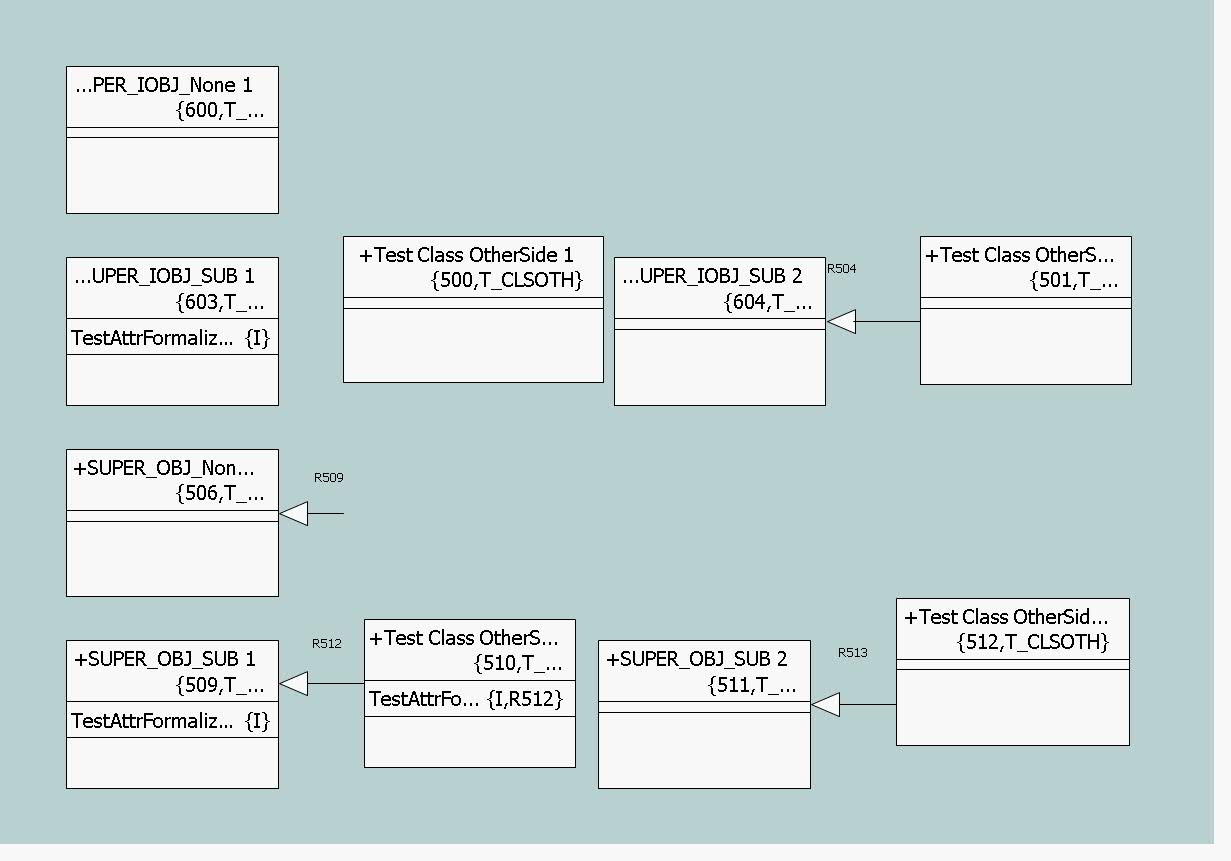 ...PER_IOBJ_None 1
{600,T_...
...UPER_IOBJ_SUB 1
{603,T_...
TestAttrFormaliz... {I}
+Test Class OtherSide 1
{500,T_CLSOTH}
...UPER_IOBJ_SUB 2
{604,T_...
R504
+Test Class OtherS...
{501,T_...
+SUPER_OBJ_Non...
{506,T_...
R509
+SUPER_OBJ_SUB 1
{509,T_...
TestAttrFormaliz... {I}
R512
+Test Class OtherS...
{510,T_...
TestAttrFo... {I,R512}
+SUPER_OBJ_SUB 2
{511,T_...
R513
+Test Class OtherSid...
{512,T_CLSOTH}